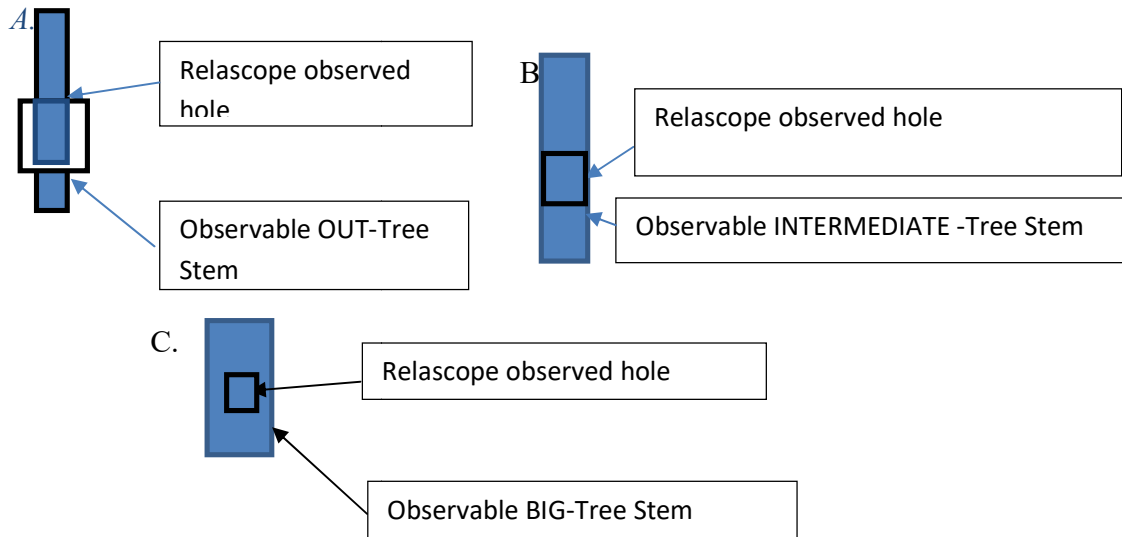 A.
Relascope observed
hole
Observable OUT-Tree
Stem
B
Relascope observed hole
Observable INTERMEDIATE -Tree Stem
C.
Relascope observed hole
Observable BIG-Tree Stem